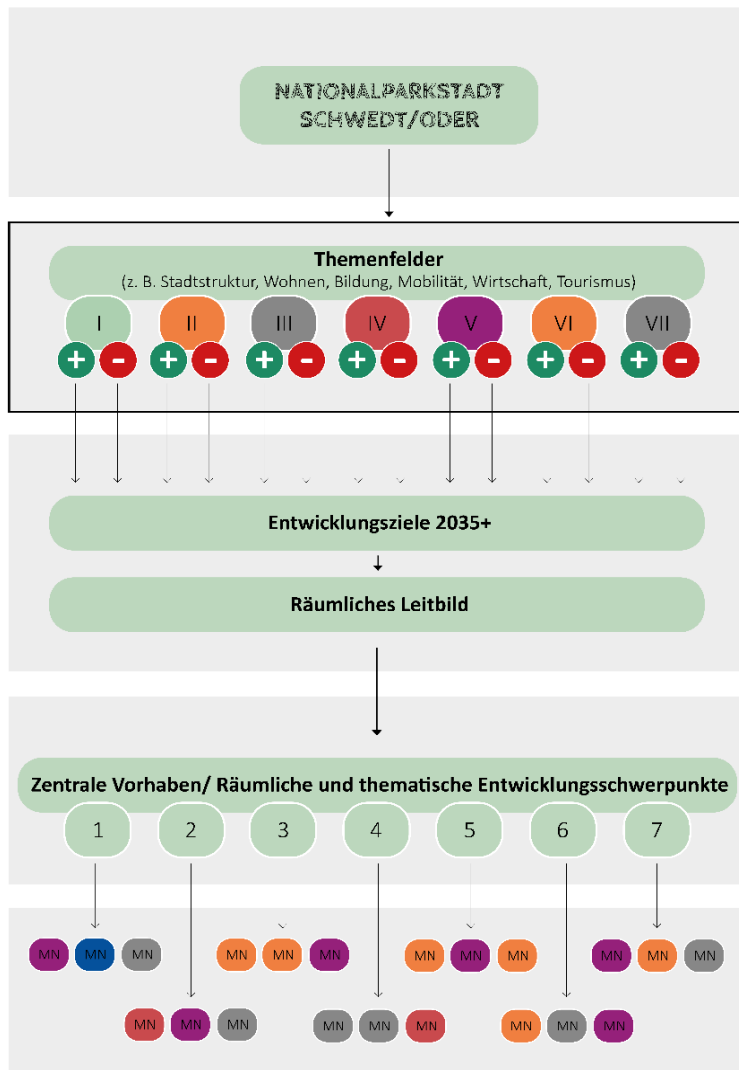 NATIONALPARKSTADT
SCHWEDT/ODER
Themenfelder
(z. B. Stadtstruktur, Wohnen, Bildung, Mobilität, Wirtschaft, Tourismus)
I II III IV V VI VII
+ - + - + - + - + - + - + -
Entwicklungsziele 2035+
Räumliches Leitbild
Zentrale Vorhaben/ Räumliche und thematische Entwicklungsschwerpunkte
1 2 3 4 5 6 7
MN MN MN MN MN MN MN MN MN MN MN MN
MN MN MN MN MN MN MN MN MN